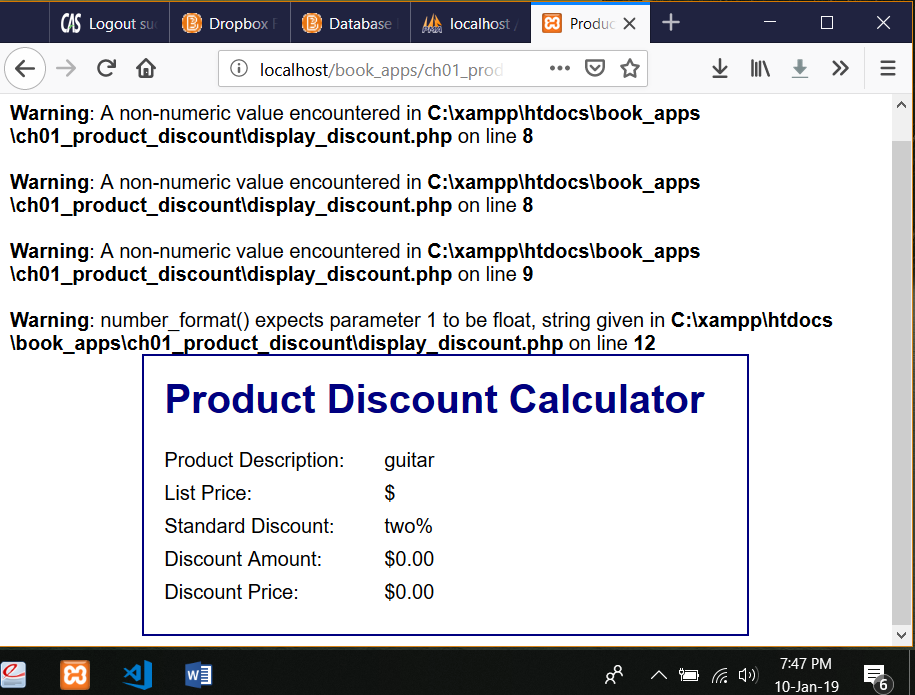 CAS Logout su
Dropbox F
Database
localhost /
Produc
localhost/book_apps/ch01_prod
Warning: A non-numeric value encountered in C:\xampp\htdocs\book_apps
\ch01_product_discount\display_discount.php on line 8
Warning: A non-numeric value encountered in C:\xampp\htdocs\book_apps
\ch01_product_discount\display_discount.php on line 8
Warning: A non-numeric value encountered in C:\xampp\htdocs\book_apps
\ch01_product_discount\display_discount.php on line 9
Warning: number_format() expects parameter 1 to be float, string given in C:\xampp\htdocs
\book_apps\ch01_product_discount\display_discount.php on line 12
Product Discount Calculator
Product Description: guitar
List Price: $
Standard Discount: two%
Discount Amount: $0.00
Discount Price: $0.00
7:47 PM
10-Jan-19
6